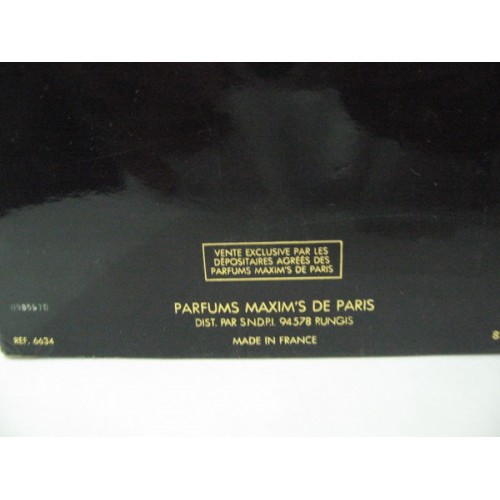 VENTE EXCLUSIVE PAR LES
DÉPOSITAIRES AGRÉES DES
PARFUMS MAXIM'S DE PARIS
PARFUMS MAXIM'S DE PARIS
DIST. PAR S.N.D.P.I. 94578 RUNGIS
REF. 6634
MADE IN FRANCE